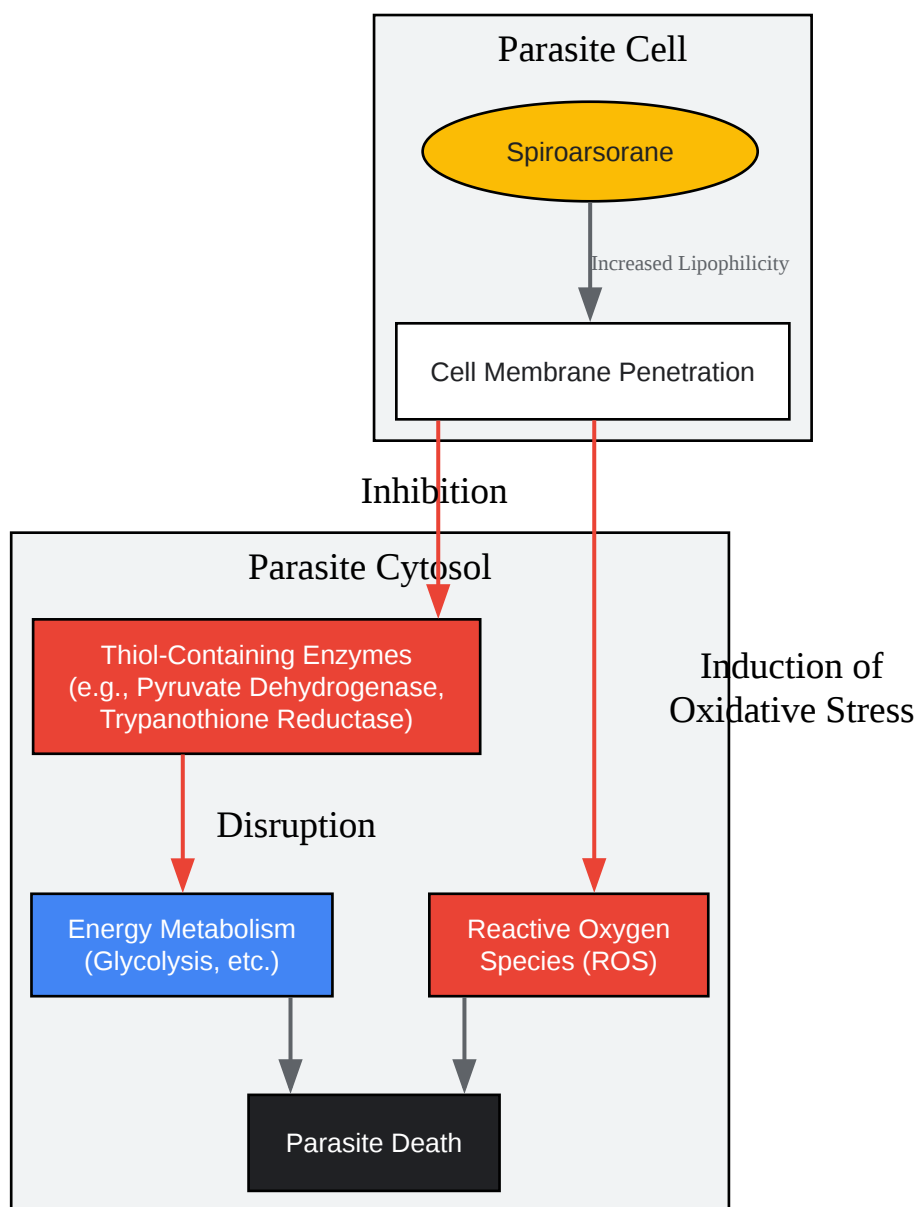 Parasite Cell
Spiroarsorane
Increased Lipophilicity
Cell Membrane Penetration
Inhibition
Parasite Cytosol
Thiol-Containing Enzymes
(e.g., Pyruvate Dehydrogenase,
Trypanothione Reductase)
Induction of
Oxidative Stress
Disruption
Energy Metabolism
(Glycolysis, etc.)
Reactive Oxygen
Species (ROS)
Parasite Death